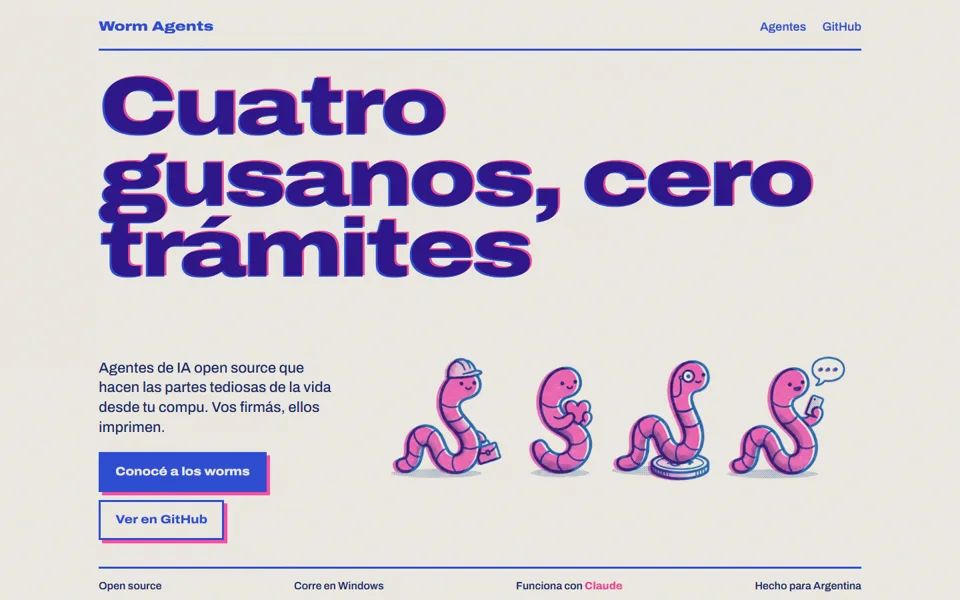 Worm Agents
Agentes GitHub
Cuatro
gusanos, cero
trámites
Agentes de IA open source que
hacen las partes tediosas de la vida
desde tu compu. Vos firmás, ellos
imprimen.
Conocé a los worms
Ver en GitHub
Open source
Corre en Windows
Funciona con Claude
Hecho para Argentina